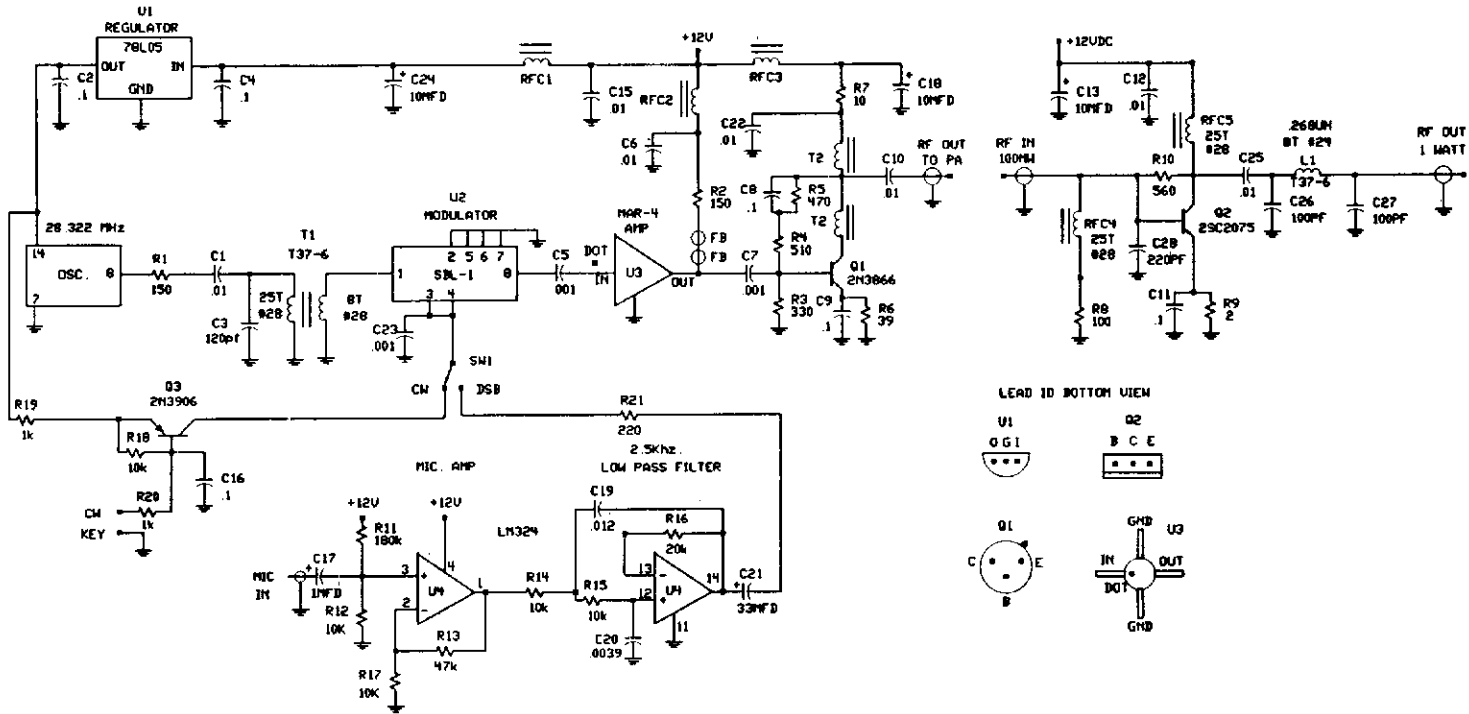 U1
REGULATOR
78L05
OUT
IN
GND
C2
.1
C4
.1
C24
10MFD
RFC1
C15
.01
+12V
RFC2
C6
.01
RFC3
R7
10
C18
10MFD
C22
.01
T2
RF OUT
TO PA
C10
.01
C8
.1
R5
470
T2
R2
150
FB
FB
R4
510
Q1
2N3866
C7
.001
R3
330
C9
.1
R6
39
28.322 MHz
14
OSC.
8
7
R1
150
C1
.01
C3
120pf
T1
T37-6
25T
#28
8T
#28
U2
MODULATOR
2 5 6 7
1
SBL-1
8
3 4
C23
.001
C5
.001
DOT
IN
MAR-4
AMP
U3
OUT
SW1
CW
DSB
R21
220
Q3
2N3906
R19
1k
R18
10k
C16
.1
R20
1k
CW
KEY
MIC. AMP
+12V
+12V
R11
180k
LM324
MIC
IN
C17
1MFD
R12
10K
3
2
4
1
U4
R13
47k
R17
10K
R14
10k
2.5Khz.
LOW PASS FILTER
C19
.012
R16
20k
R15
10k
13
12
14
11
U4
C20
.0039
C21
33MFD
+12VDC
C12
.01
C13
10MFD
RFC5
25T
#28
RF IN
100MW
R10
560
C25
.01
.268UH
8T #24
L1
T37-6
RF OUT
1 WATT
RFC4
25T
#28
C28
220PF
Q2
2SC2075
C26
100PF
C27
100PF
R8
100
C11
.1
R9
2
LEAD ID BOTTOM VIEW
U1
O G I
Q2
B C E
Q1
C
E
B
GND
U3
IN
OUT
DOT
GND